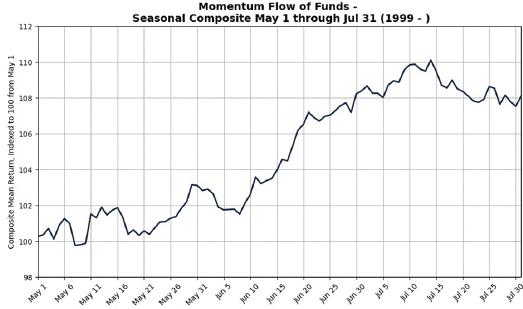 Momentum Flow of Funds -
Seasonal Composite May 1 through Jul 31 (1999 - )
Composite Mean Return, Indexed to 100 from May 1
112
110
108
106
104
102
100
98
May 1
May 6
May 11
May 16
May 21
May 26
May 31
Jun 5
Jun 10
Jun 15
Jun 20
Jun 25
Jun 30
Jul 5
Jul 10
Jul 15
Jul 20
Jul 25
Jul 30